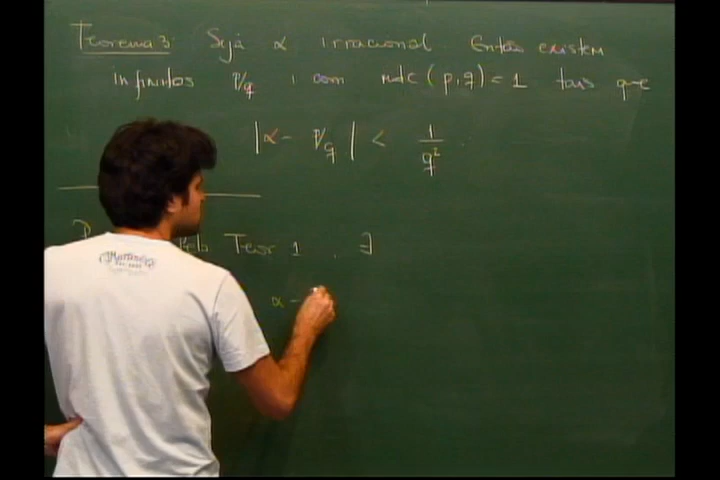 Teorema 3: Seja α irracional. Então existem
infinitos p/q, com mdc(p,q)=1 tais que
|α - p/q| < 1/q².
Pelo Teor 1, ∃
α -